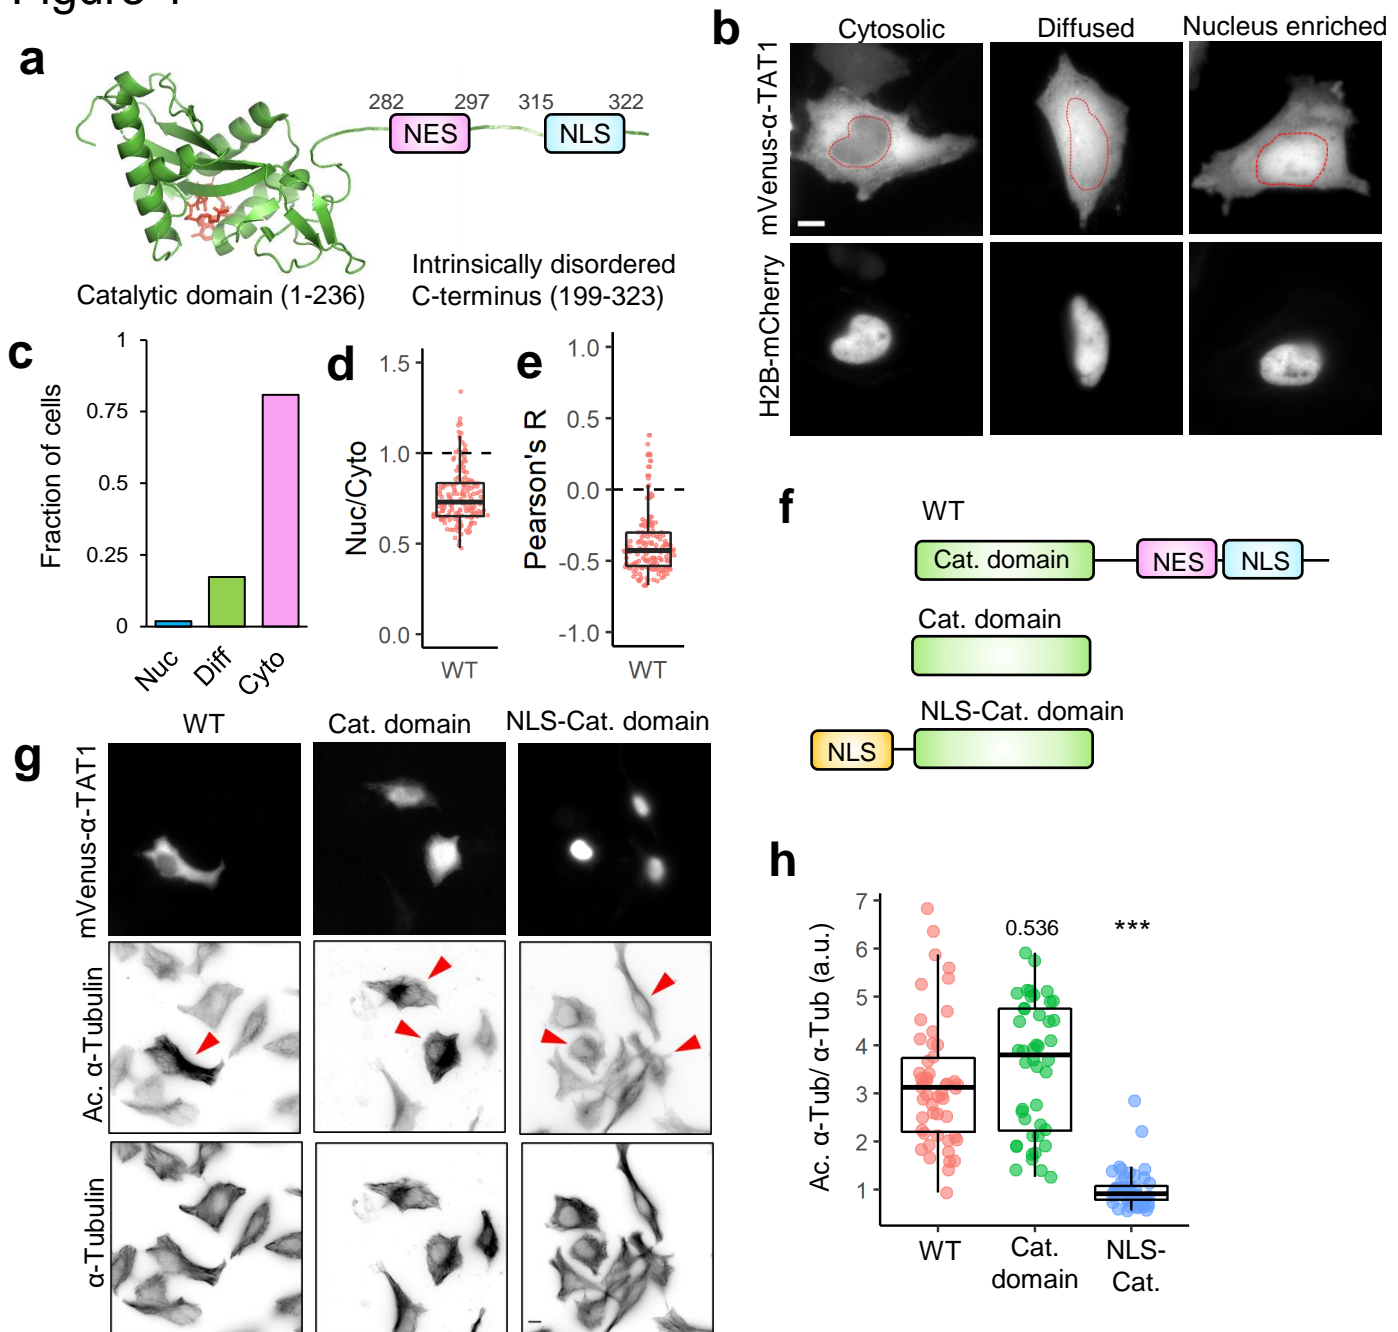 a
282
297
315
322
NES
NLS
Catalytic domain (1-236)
Intrinsically disordered
C-terminus (199-323)
b
Cytosolic
Diffused
Nucleus enriched
mVenus-α-TAT1
H2B-mCherry
c
Fraction of cells
1
0.75
0.5
0.25
0
Nuc
Diff
Cyto
d
Nuc/Cyto
1.5
1.0
0.5
0.0
WT
e
Pearson's R
1.0
0.5
0.0
-0.5
-1.0
WT
f
WT
Cat. domain
NES
NLS
Cat. domain
NLS-Cat. domain
NLS
g
WT
Cat. domain
NLS-Cat. domain
mVenus-α-TAT1
Ac. α-Tubulin
α-Tubulin
h
Ac. α-Tub/ α-Tub (a.u.)
7
6
5
4
3
2
1
0.536
***
WT
Cat.
domain
NLS-
Cat.